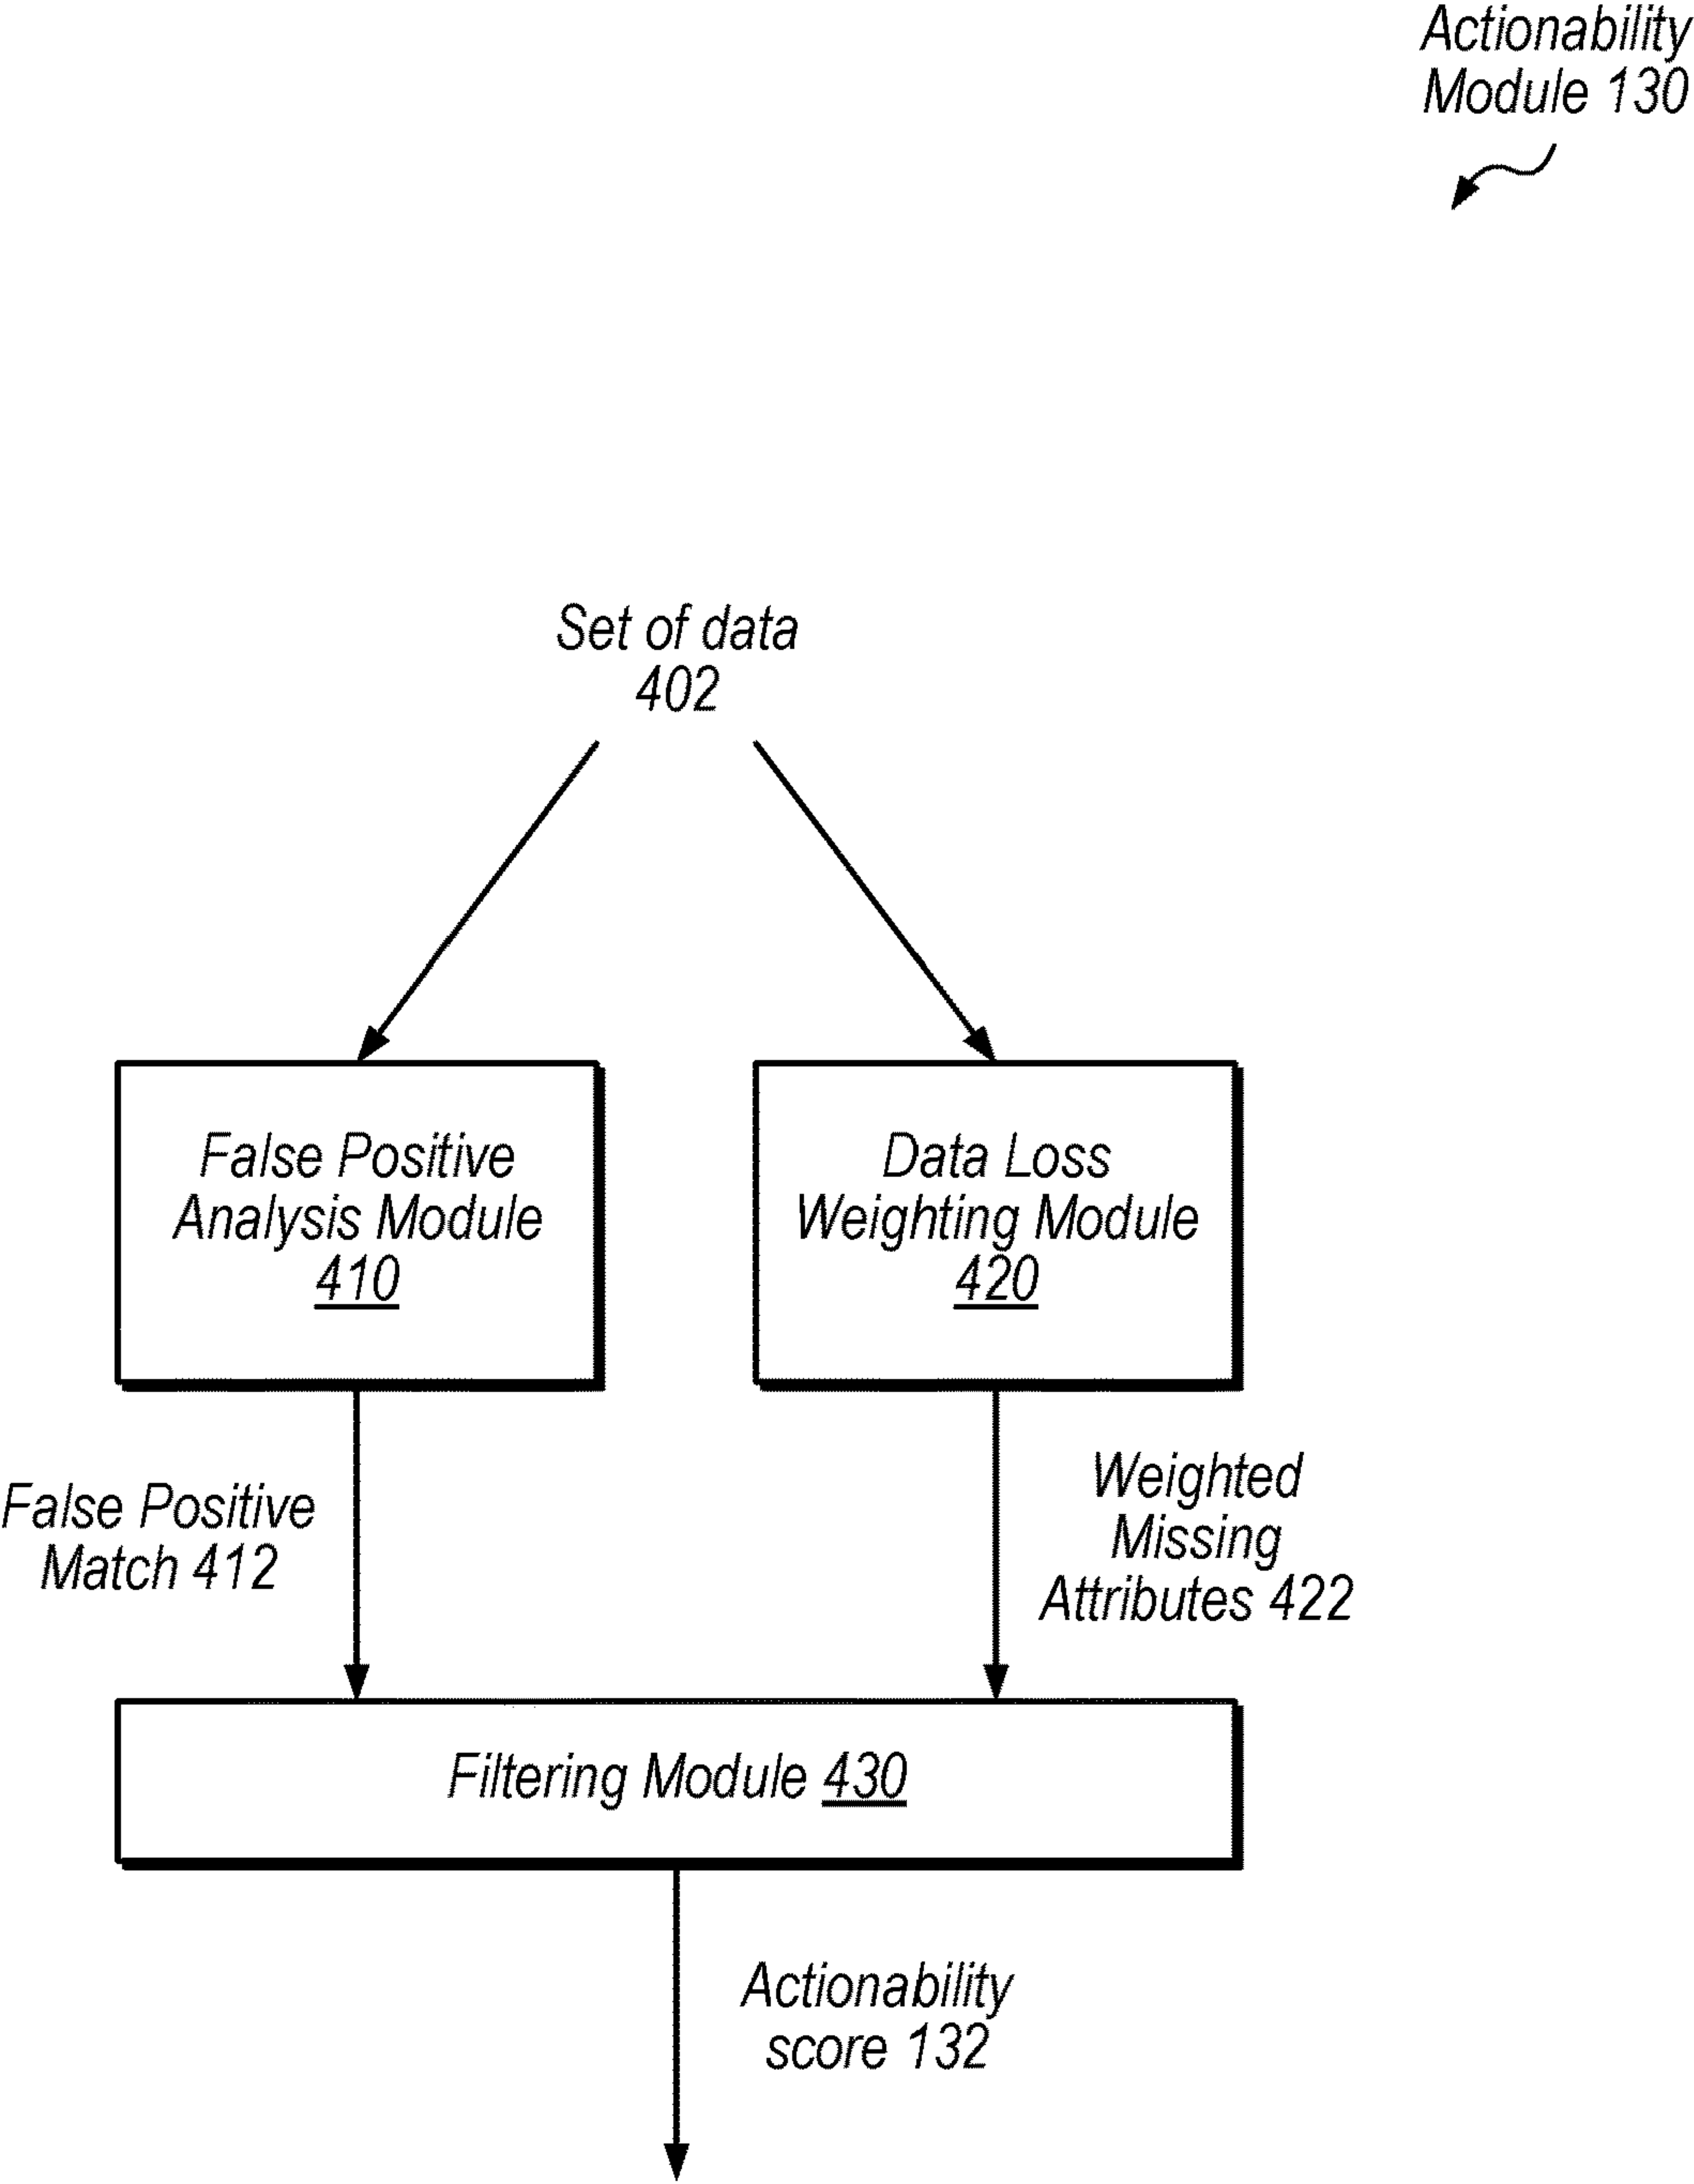 Actionability
Module 130
Set of data
402
False Positive
Analysis Module
410
Data Loss
Weighting Module
420
False Positive
Match 412
Weighted
Missing
Attributes 422
Filtering Module 430
Actionability
score 132